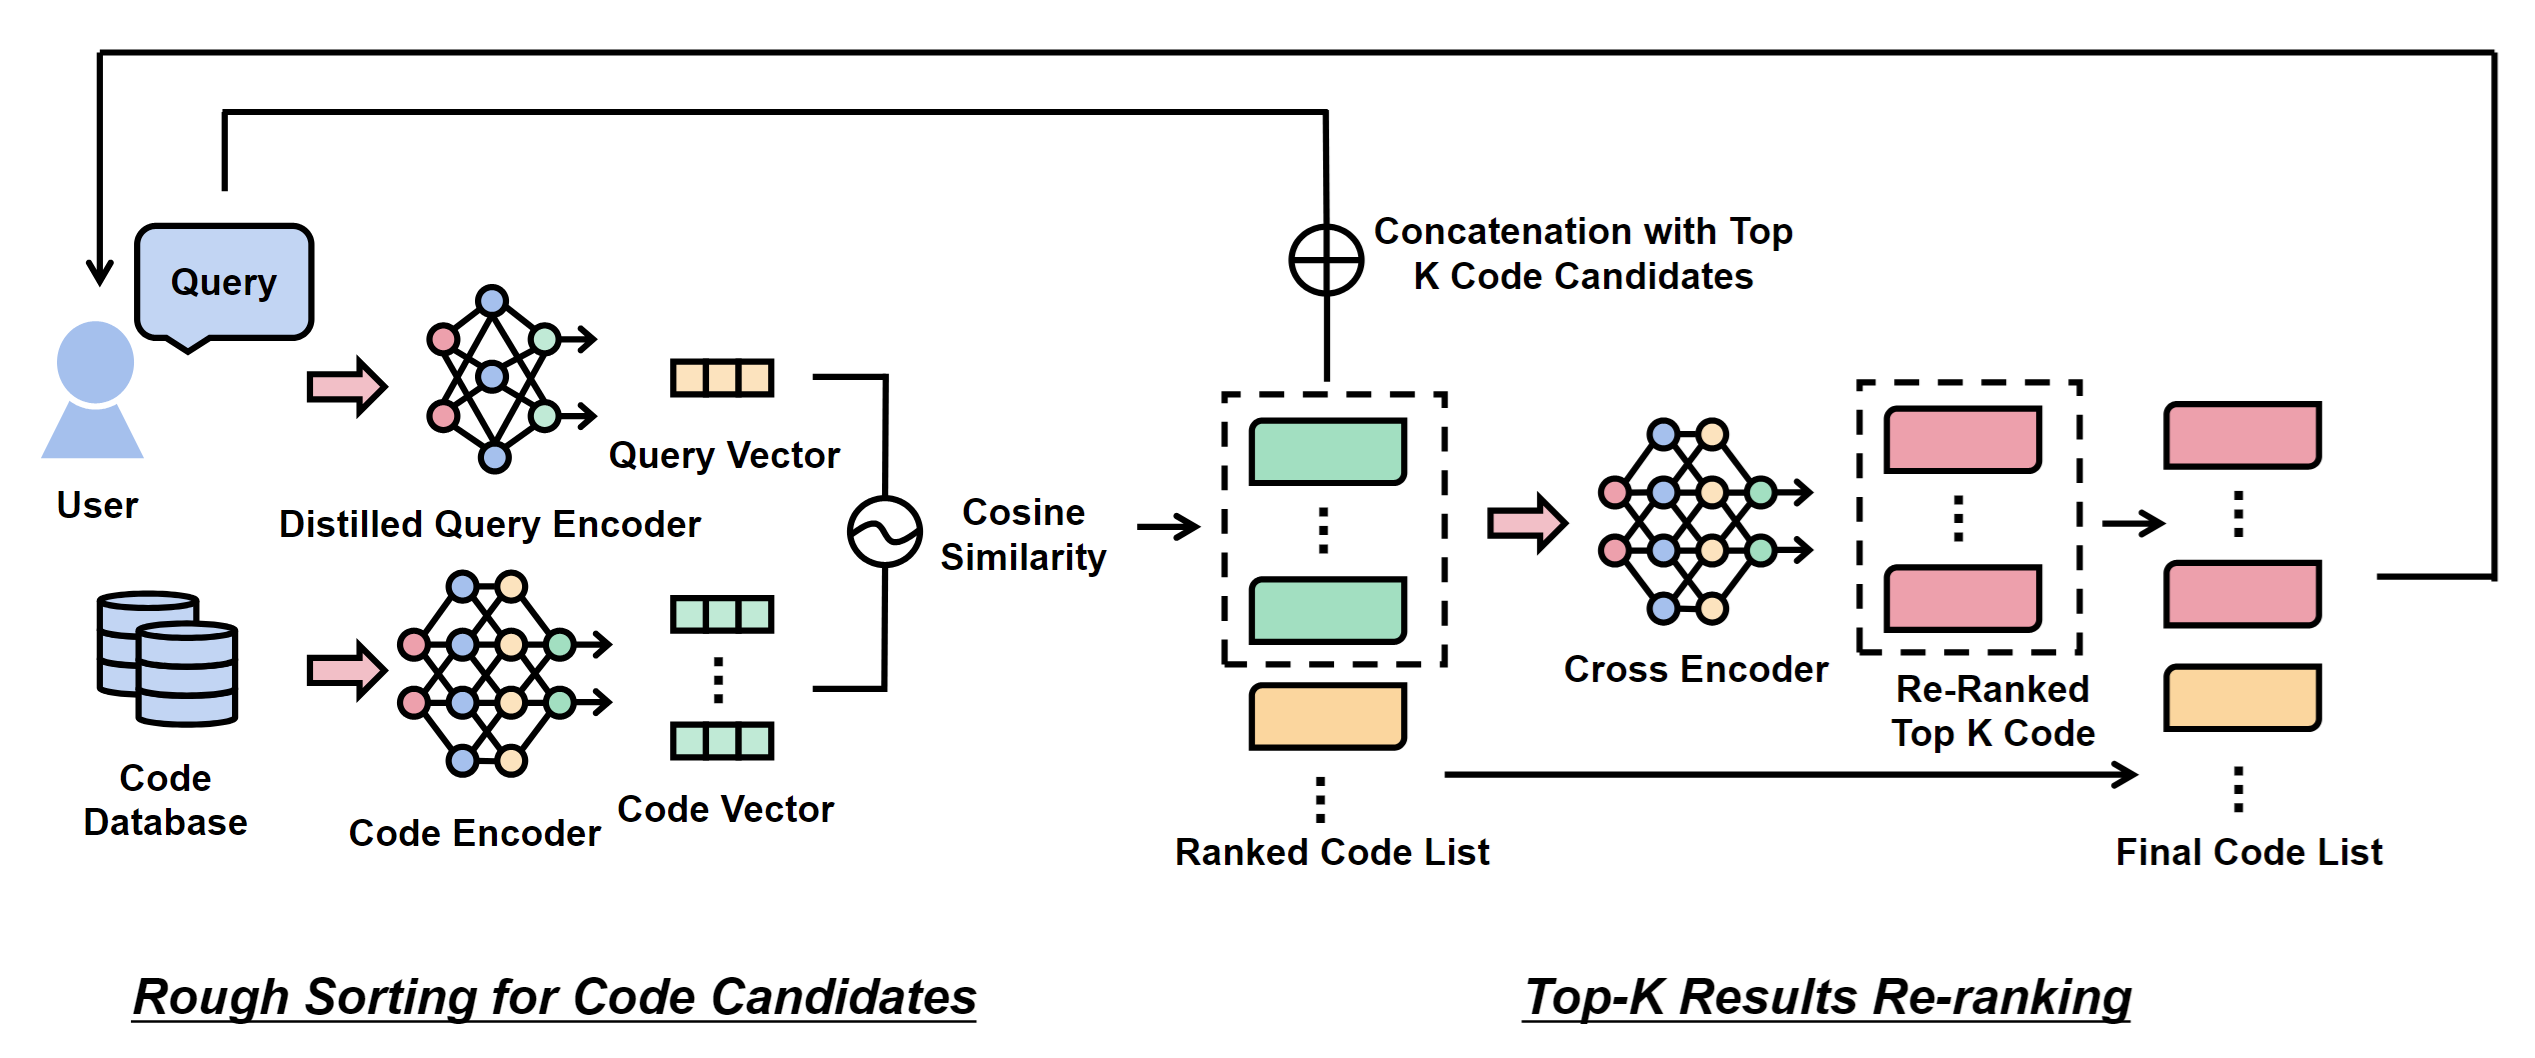 Query
User
Distilled Query Encoder
Query Vector
Code
Database
Code Encoder
Code Vector
Cosine
Similarity
Concatenation with Top
K Code Candidates
Ranked Code List
Cross Encoder
Re-Ranked
Top K Code
Final Code List
Rough Sorting for Code Candidates
Top-K Results Re-ranking